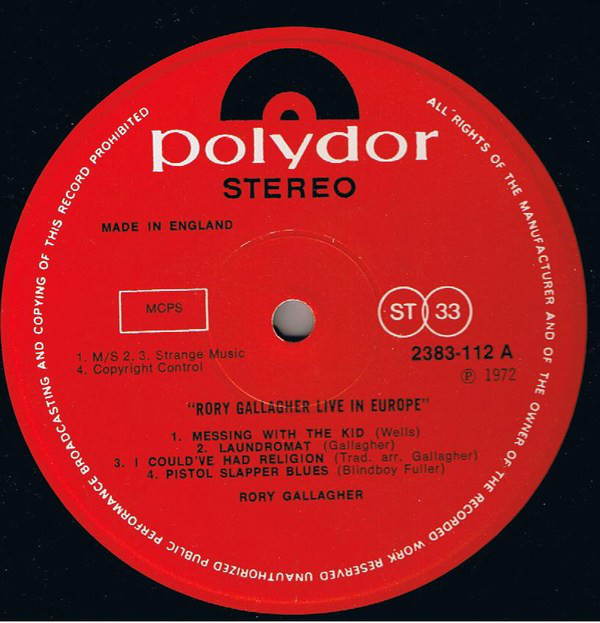 polydor
STEREO
MADE IN ENGLAND
MCPS
ST 33
1. M/S 2. 3. Strange Music
4. Copyright Control
2383-112 A
Ⓟ 1972
"RORY GALLAGHER LIVE IN EUROPE"
1. MESSING WITH THE KID (Wells)
2. LAUNDROMAT (Gallagher)
3. I COULD'VE HAD RELIGION (Trad. arr. Gallagher)
4. PISTOL SLAPPER BLUES (Blindboy Fuller)
RORY GALLAGHER
ALL RIGHTS OF THE MANUFACTURER AND OF THE OWNER OF THE RECORDED WORK RESERVED UNAUTHORIZED PUBLIC PERFORMANCE BROADCASTING AND COPYING OF THIS RECORD PROHIBITED